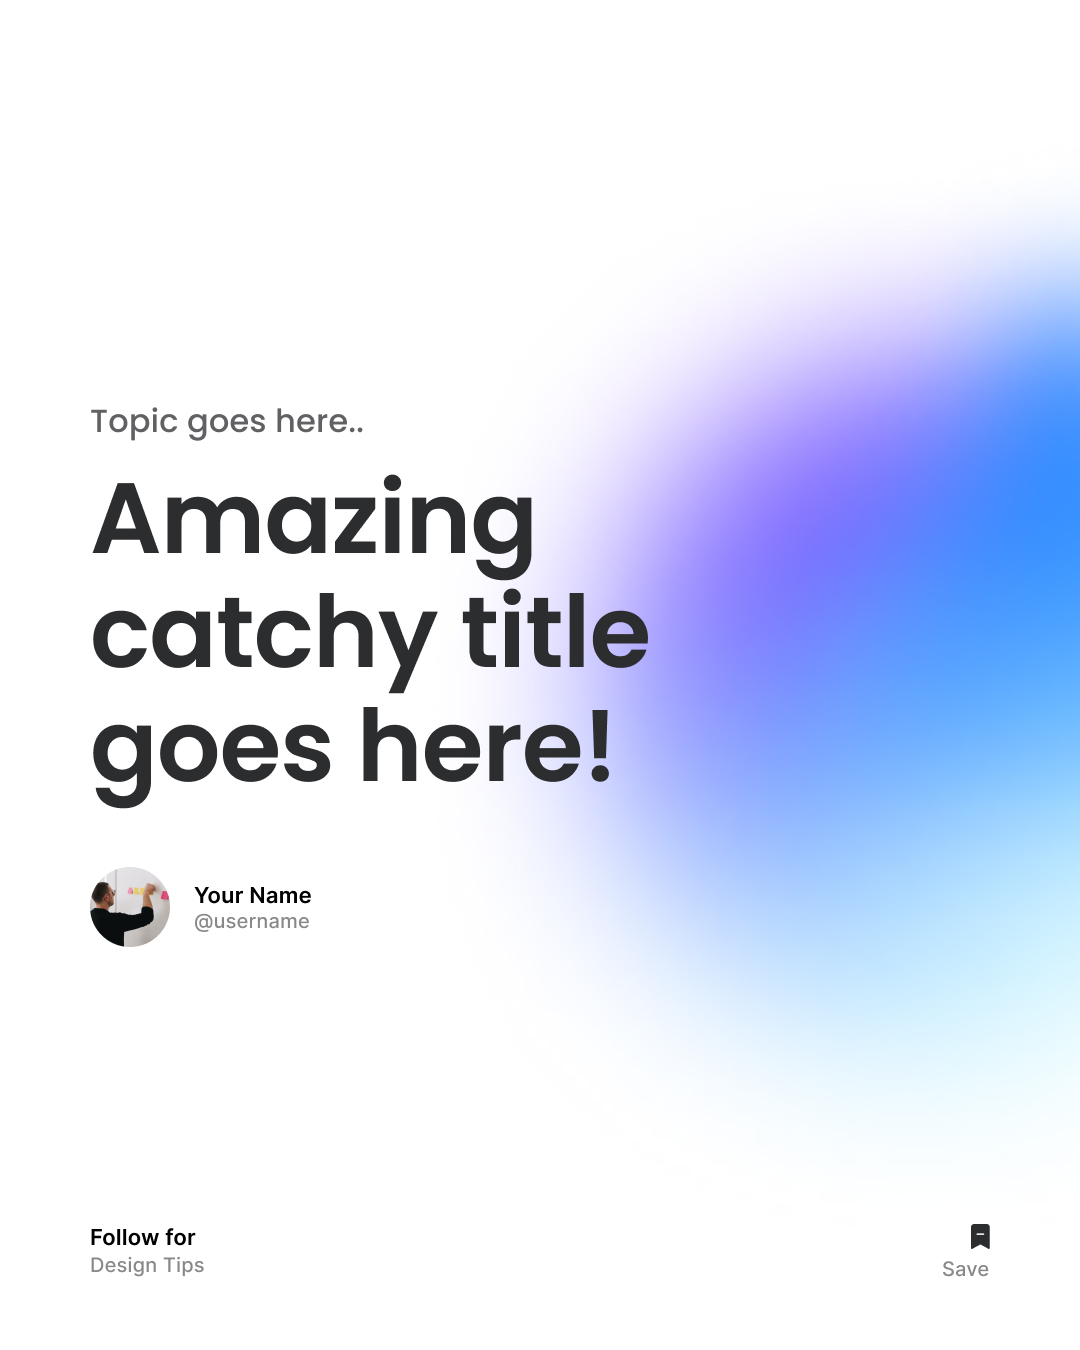 Topic goes here..
Amazing
catchy title
goes here!
Your Name
@username
Follow for
Design Tips
Save